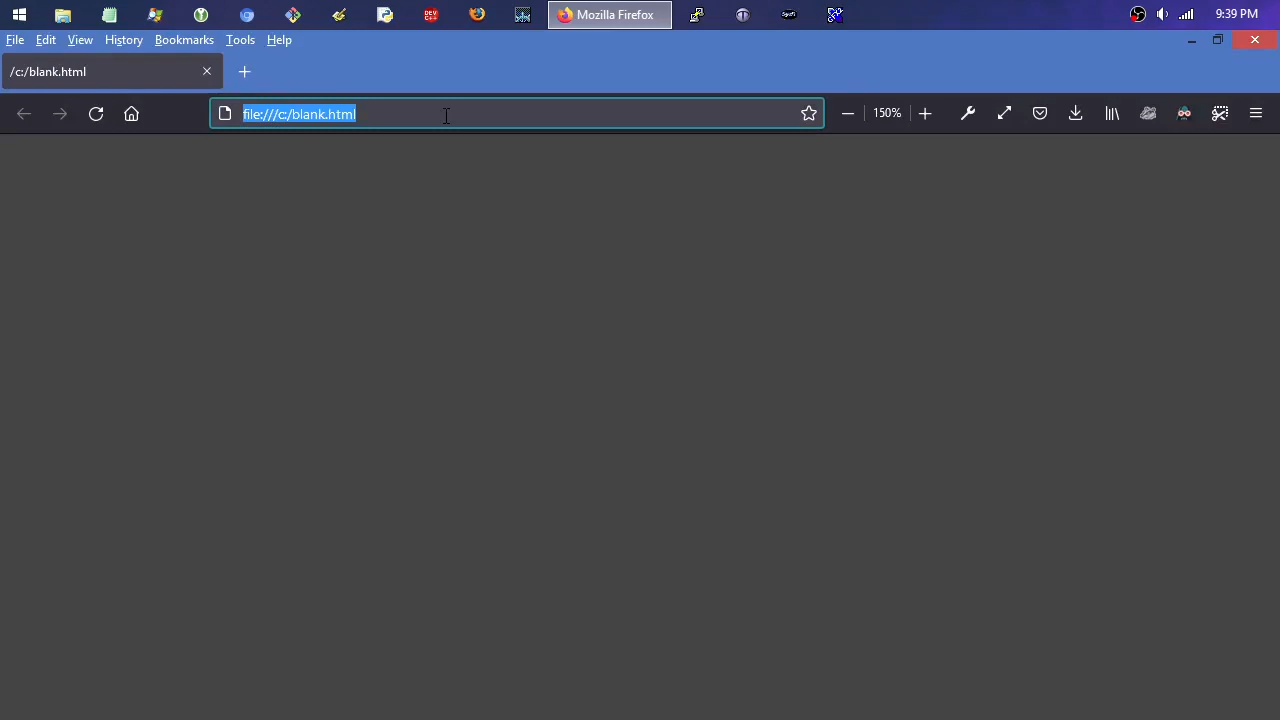 Mozilla Firefox
9:39 PM
File Edit View History Bookmarks Tools Help
/c:/blank.html
file:///c:/blank.html
150%